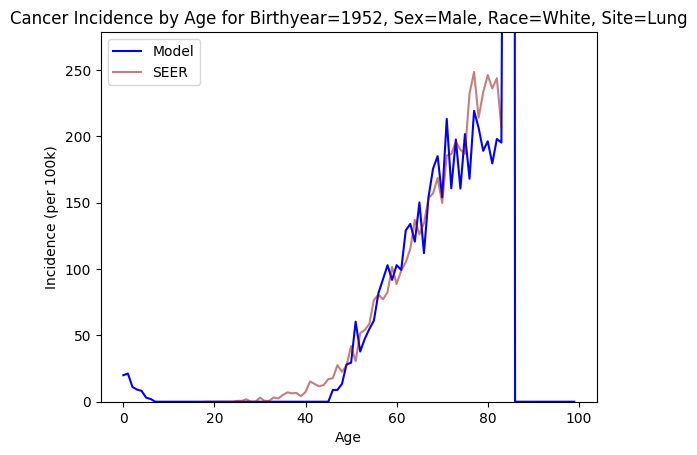 Cancer Incidence by Age for Birthyear=1952, Sex=Male, Race=White, Site=Lung
Model
SEER
250
200
150
100
50
0
Incidence (per 100k)
0 20 40 60 80 100
Age